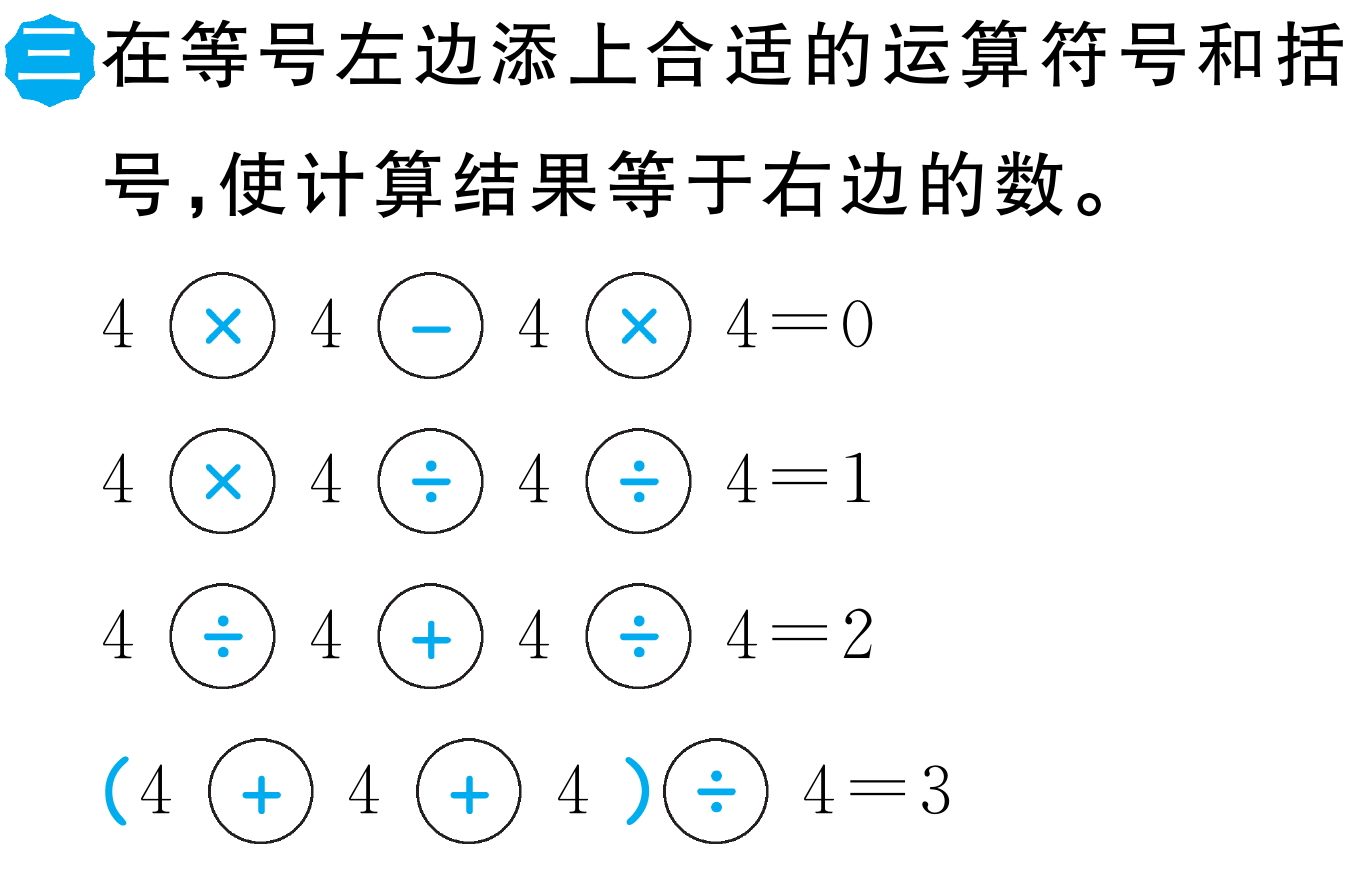 三 在等号左边添上合适的运算符号和括
号,使计算结果等于右边的数。
4 × 4 − 4 × 4=0
4 × 4 ÷ 4 ÷ 4=1
4 ÷ 4 + 4 ÷ 4=2
(4 + 4 + 4 )÷ 4=3